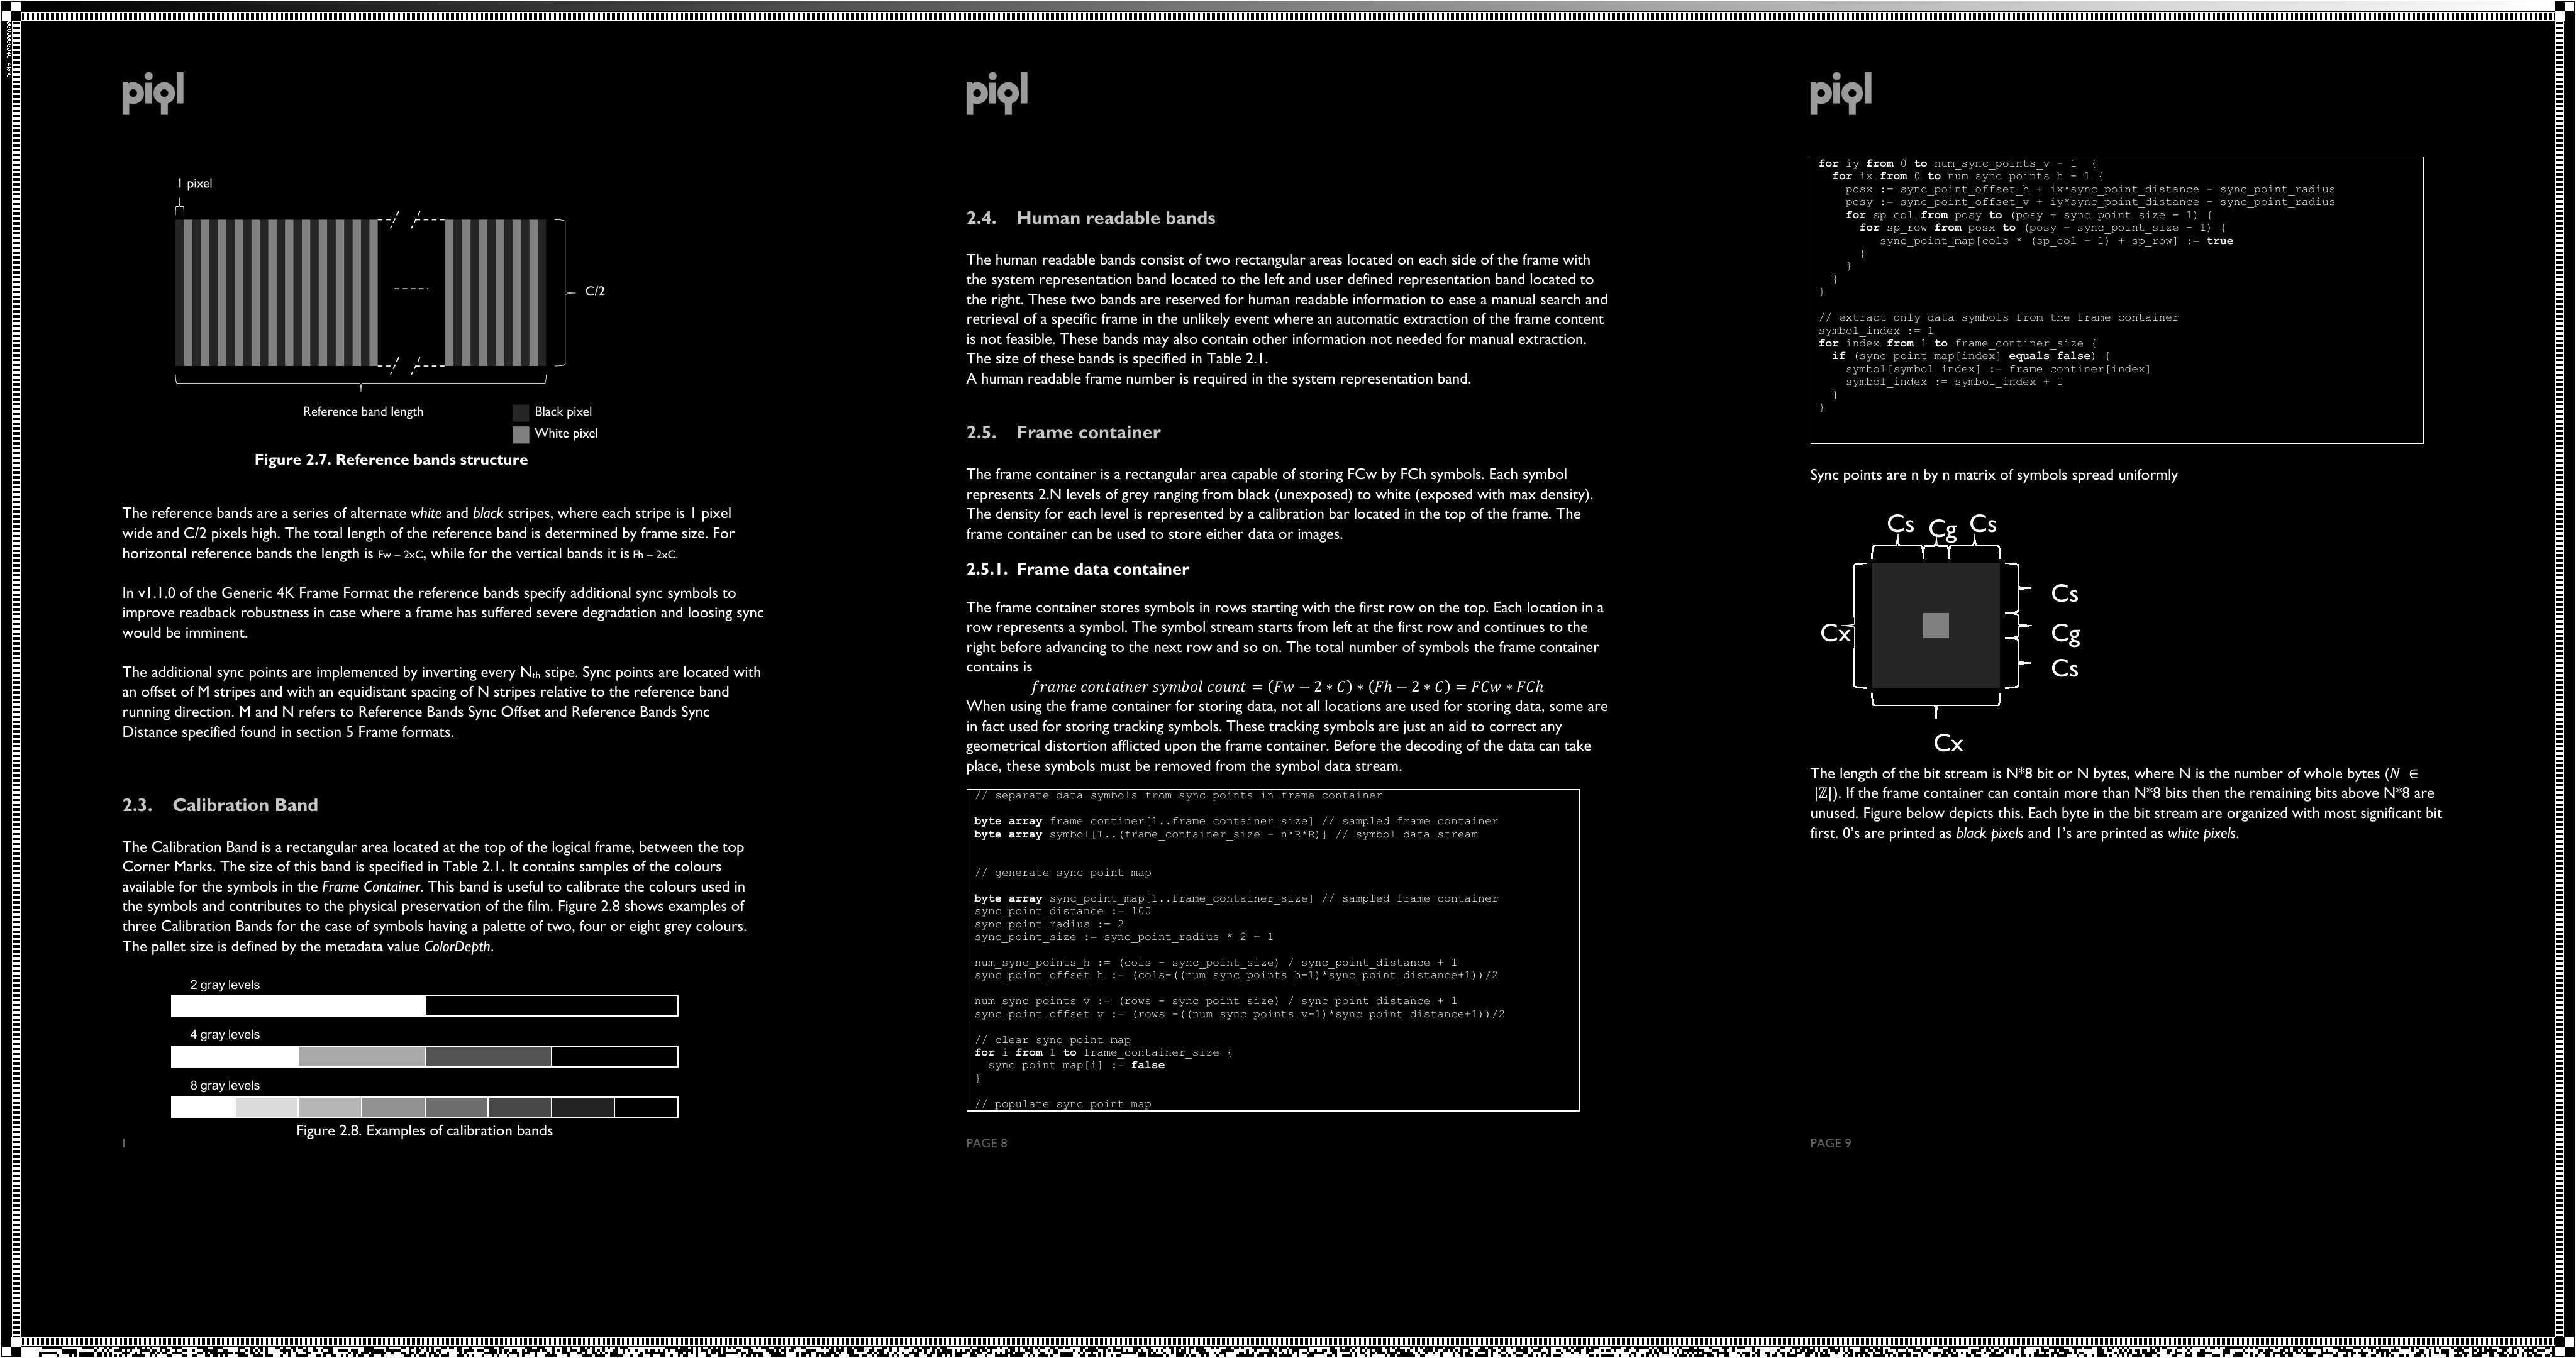 piql
1 pixel
C/2
Reference band length
Black pixel
White pixel
Figure 2.7. Reference bands structure
The reference bands are a series of alternate white and black stripes, where each stripe is 1 pixel
wide and C/2 pixels high. The total length of the reference band is determined by frame size. For
horizontal reference bands the length is Fw – 2xC, while for the vertical bands it is Fh – 2xC.
In v1.1.0 of the Generic 4K Frame Format the reference bands specify additional sync symbols to
improve readback robustness in case where a frame has suffered severe degradation and loosing sync
would be imminent.
The additional sync points are implemented by inverting every Nth stipe. Sync points are located with
an offset of M stripes and with an equidistant spacing of N stripes relative to the reference band
running direction. M and N refers to Reference Bands Sync Offset and Reference Bands Sync
Distance specified found in section 5 Frame formats.
2.3. Calibration Band
The Calibration Band is a rectangular area located at the top of the logical frame, between the top
Corner Marks. The size of this band is specified in Table 2.1. It contains samples of the colours
available for the symbols in the Frame Container. This band is useful to calibrate the colours used in
the symbols and contributes to the physical preservation of the film. Figure 2.8 shows examples of
three Calibration Bands for the case of symbols having a palette of two, four or eight grey colours.
The pallet size is defined by the metadata value ColorDepth.
2 gray levels
4 gray levels
8 gray levels
Figure 2.8. Examples of calibration bands
piql
2.4. Human readable bands
The human readable bands consist of two rectangular areas located on each side of the frame with
the system representation band located to the left and user defined representation band located to
the right. These two bands are reserved for human readable information to ease a manual search and
retrieval of a specific frame in the unlikely event where an automatic extraction of the frame content
is not feasible. These bands may also contain other information not needed for manual extraction.
The size of these bands is specified in Table 2.1.
A human readable frame number is required in the system representation band.
2.5. Frame container
The frame container is a rectangular area capable of storing FCw by FCh symbols. Each symbol
represents 2.N levels of grey ranging from black (unexposed) to white (exposed with max density).
The density for each level is represented by a calibration bar located in the top of the frame. The
frame container can be used to store either data or images.
2.5.1. Frame data container
The frame container stores symbols in rows starting with the first row on the top. Each location in a
row represents a symbol. The symbol stream starts from left at the first row and continues to the
right before advancing to the next row and so on. The total number of symbols the frame container
contains is
frame container symbol count = (Fw − 2 ∗ C) ∗ (Fh − 2 ∗ C) = FCw ∗ FCh
When using the frame container for storing data, not all locations are used for storing data, some are
in fact used for storing tracking symbols. These tracking symbols are just an aid to correct any
geometrical distortion afflicted upon the frame container. Before the decoding of the data can take
place, these symbols must be removed from the symbol data stream.
// separate data symbols from sync points in frame container
byte array frame_continer[1..frame_container_size] // sampled frame container
byte array symbol[1..(frame_container_size - n*R*R)] // symbol data stream
// generate sync point map
byte array sync_point_map[1..frame_container_size] // sampled frame container
sync_point_distance := 100
sync_point_radius := 2
sync_point_size := sync_point_radius * 2 + 1
num_sync_points_h := (cols - sync_point_size) / sync_point_distance + 1
sync_point_offset_h := (cols-((num_sync_points_h-1)*sync_point_distance+1))/2
num_sync_points_v := (rows - sync_point_size) / sync_point_distance + 1
sync_point_offset_v := (rows -((num_sync_points_v-1)*sync_point_distance+1))/2
// clear sync point map
for i from 1 to frame_container_size {
sync_point_map[i] := false
}
// populate sync point map
PAGE 8
piql
for iy from 0 to num_sync_points_v - 1 {
for ix from 0 to num_sync_points_h - 1 {
posx := sync_point_offset_h + ix*sync_point_distance - sync_point_radius
posy := sync_point_offset_v + iy*sync_point_distance - sync_point_radius
for sp_col from posy to (posy + sync_point_size - 1) {
for sp_row from posx to (posy + sync_point_size - 1) {
sync_point_map[cols * (sp_col - 1) + sp_row] := true
}
}
}
}
// extract only data symbols from the frame container
symbol_index := 1
for index from 1 to frame_continer_size {
if (sync_point_map[index] equals false) {
symbol[symbol_index] := frame_continer[index]
symbol_index := symbol_index + 1
}
}
Sync points are n by n matrix of symbols spread uniformly
Cs Cg Cs
Cs
Cx
Cg
Cs
Cx
The length of the bit stream is N*8 bit or N bytes, where N is the number of whole bytes (N ∈
|ℤ|). If the frame container can contain more than N*8 bits then the remaining bits above N*8 are
unused. Figure below depicts this. Each byte in the bit stream are organized with most significant bit
first. 0's are printed as black pixels and 1's are printed as white pixels.
PAGE 9